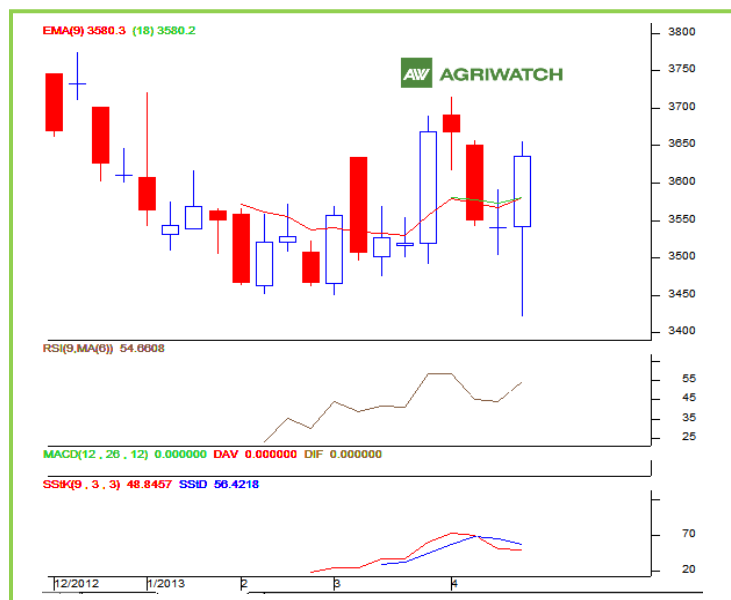 EMA(9) 3580.3 (18) 3580.2
AW AGRIWATCH
3800
3750
3700
3650
3600
3550
3500
3450
3400
RSI(9,MA(6)) 54.6608
55
45
35
25
MACD(12 , 26 , 12) 0.000000 DAV 0.000000 DIF 0.000000
SStK(9 , 3 , 3) 48.8457 SStD 56.4218
70
20
12/2012 1/2013 2 3 4